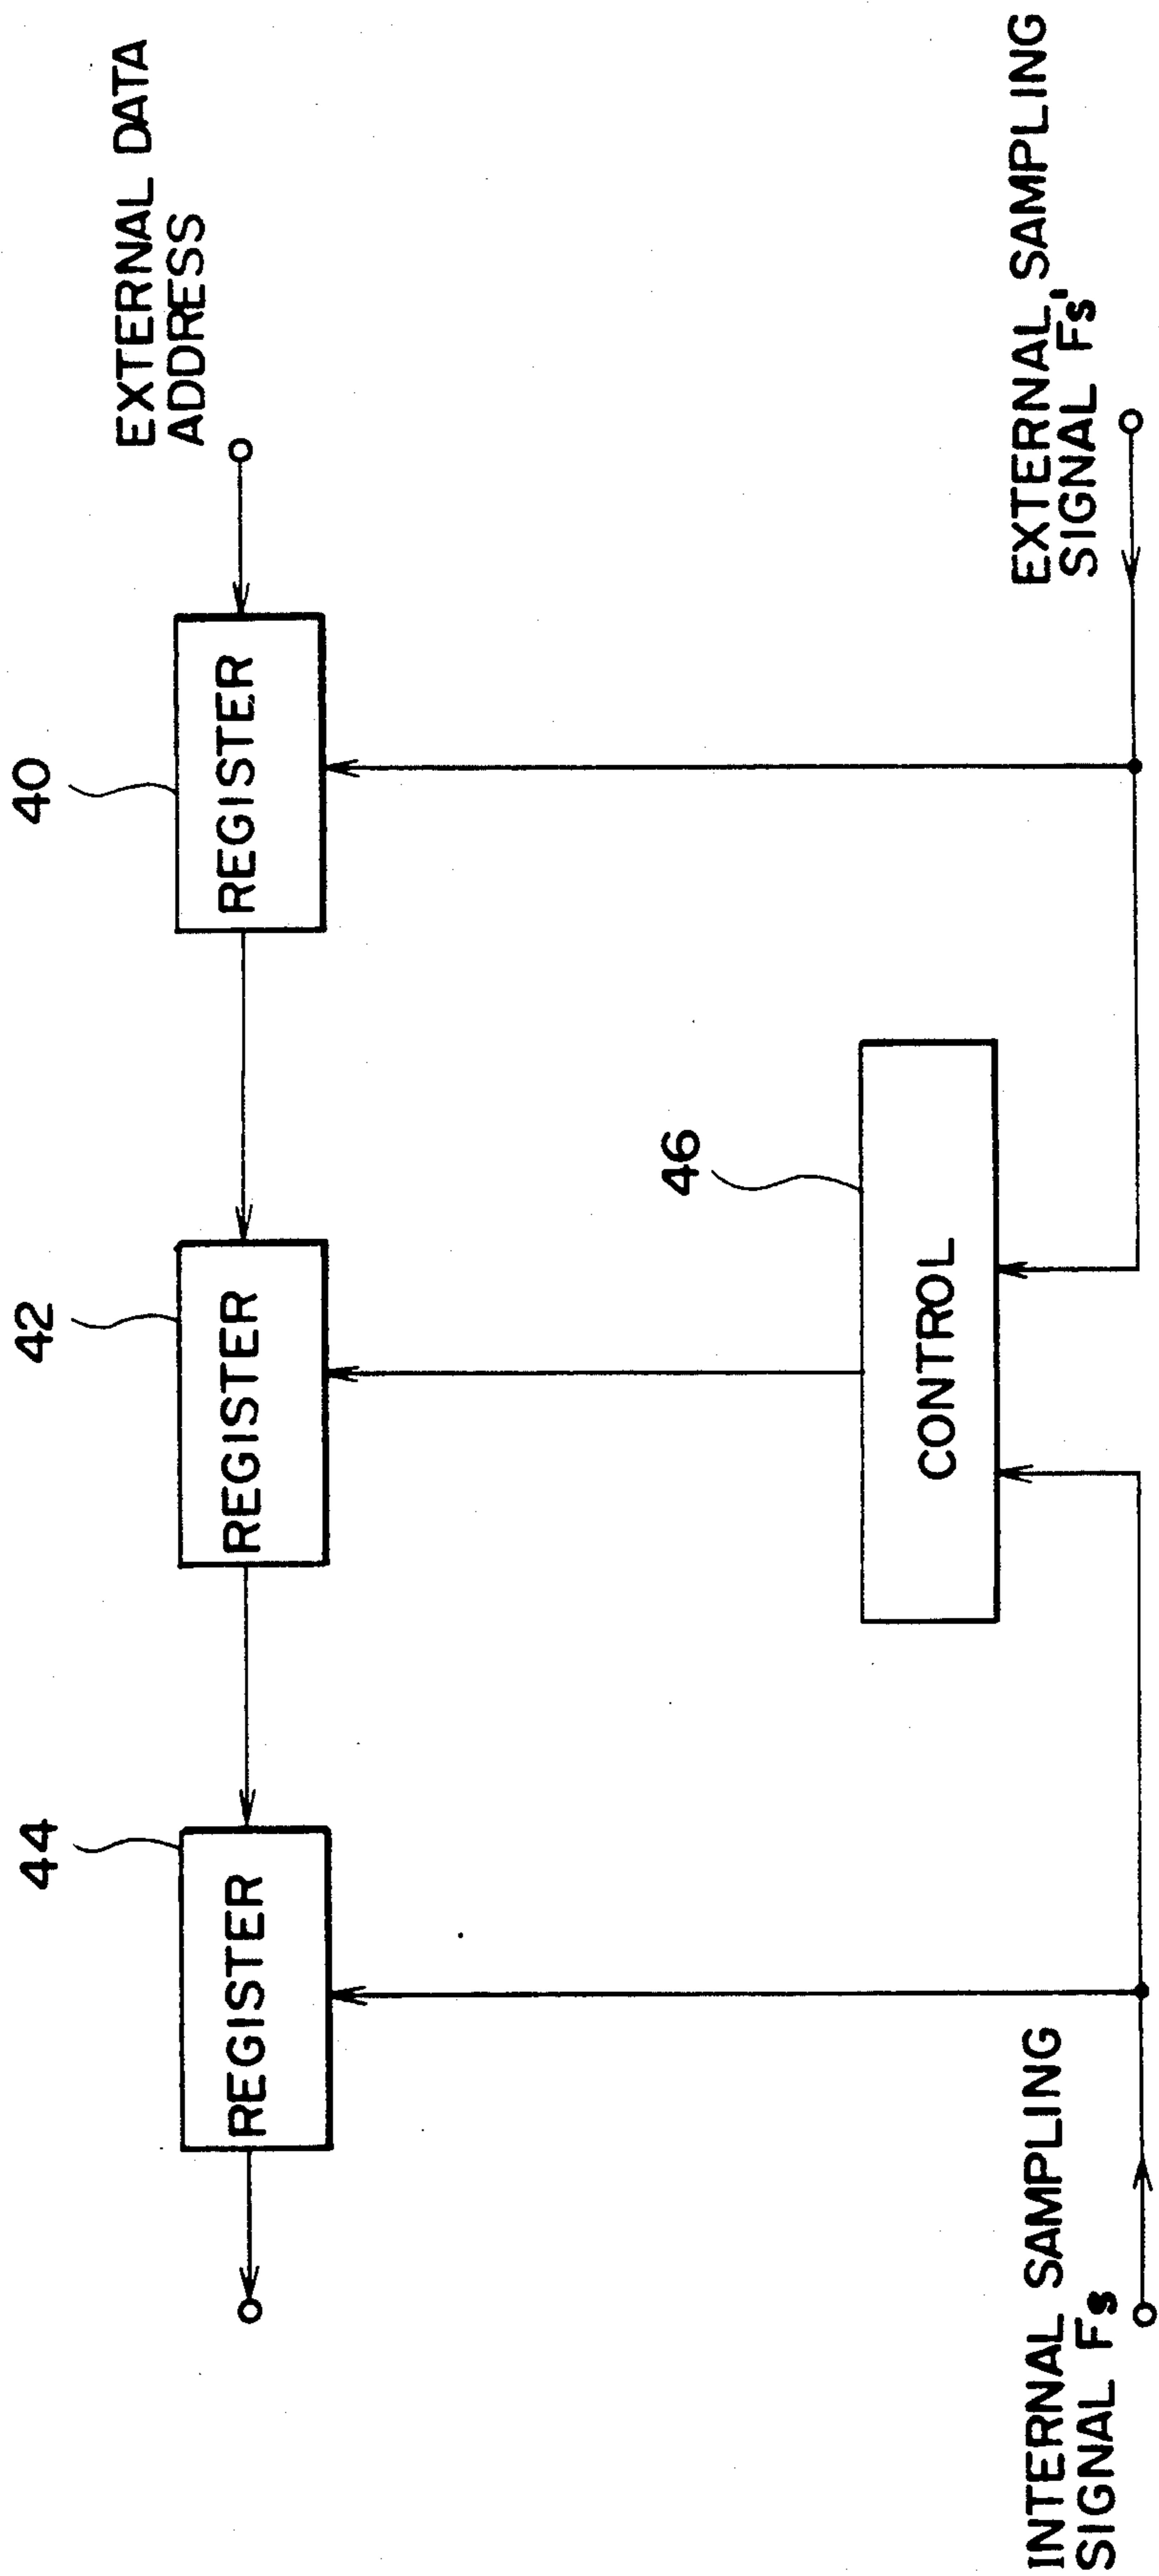 44
42
40
EXTERNAL DATA
ADDRESS
REGISTER
REGISTER
REGISTER
46
CONTROL
INTERNAL SAMPLING
SIGNAL Fs
EXTERNAL SAMPLING
SIGNAL Fs'